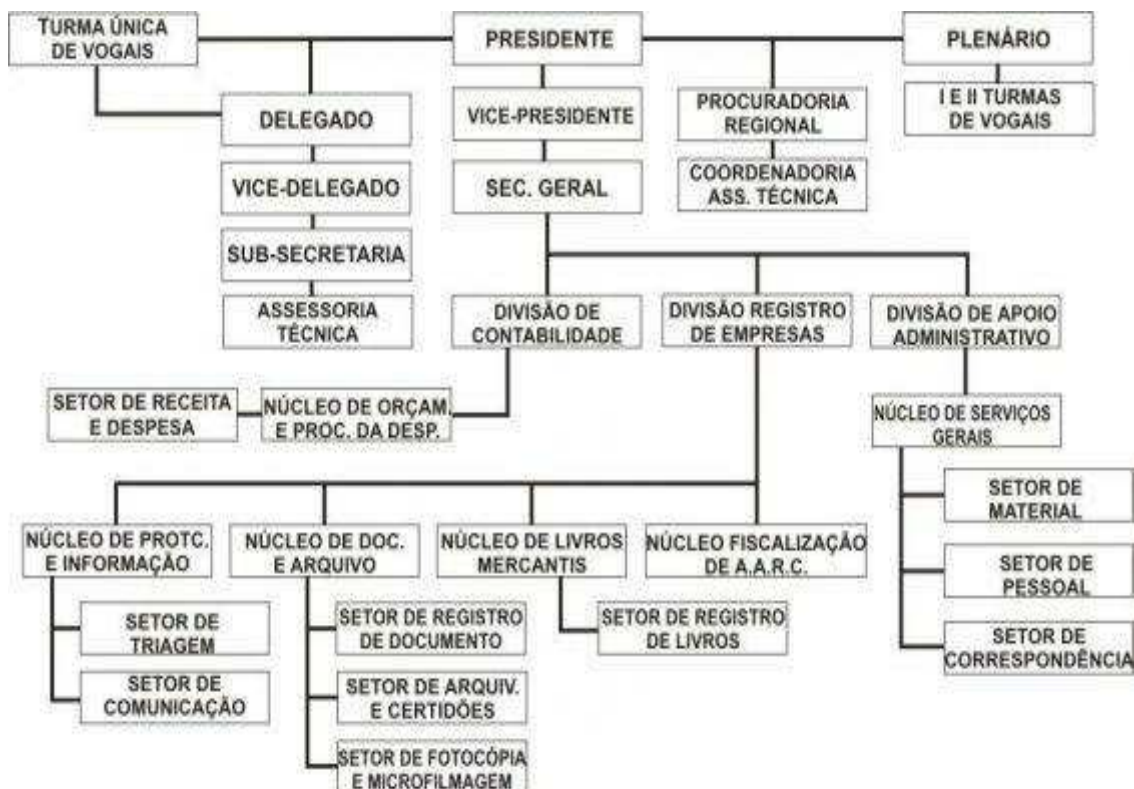 TURMA ÚNICA
DE VOGAIS
PRESIDENTE
PLENÁRIO
DELEGADO
VICE-PRESIDENTE
PROCURADORIA
REGIONAL
I E II TURMAS
DE VOGAIS
VICE-DELEGADO
SEC. GERAL
COORDENADORIA
ASS. TÉCNICA
SUB-SECRETARIA
ASSESSORIA
TÉCNICA
DIVISÃO DE
CONTABILIDADE
DIVISÃO REGISTRO
DE EMPRESAS
DIVISÃO DE APOIO
ADMINISTRATIVO
SETOR DE RECEITA
E DESPESA
NÚCLEO DE ORÇAM.
E PROC. DA DESP.
NÚCLEO DE SERVIÇOS
GERAIS
SETOR DE
MATERIAL
SETOR DE
PESSOAL
SETOR DE
CORRESPONDÊNCIA
NÚCLEO DE PROTC.
E INFORMAÇÃO
NÚCLEO DE DOC.
E ARQUIVO
NÚCLEO DE LIVROS
MERCANTIS
NÚCLEO FISCALIZAÇÃO
DE A.A.R.C.
SETOR DE
TRIAGEM
SETOR DE
COMUNICAÇÃO
SETOR DE REGISTRO
DE DOCUMENTO
SETOR DE ARQUIV.
E CERTIDÕES
SETOR DE FOTOCÓPIA
E MICROFILMAGEM
SETOR DE REGISTRO
DE LIVROS